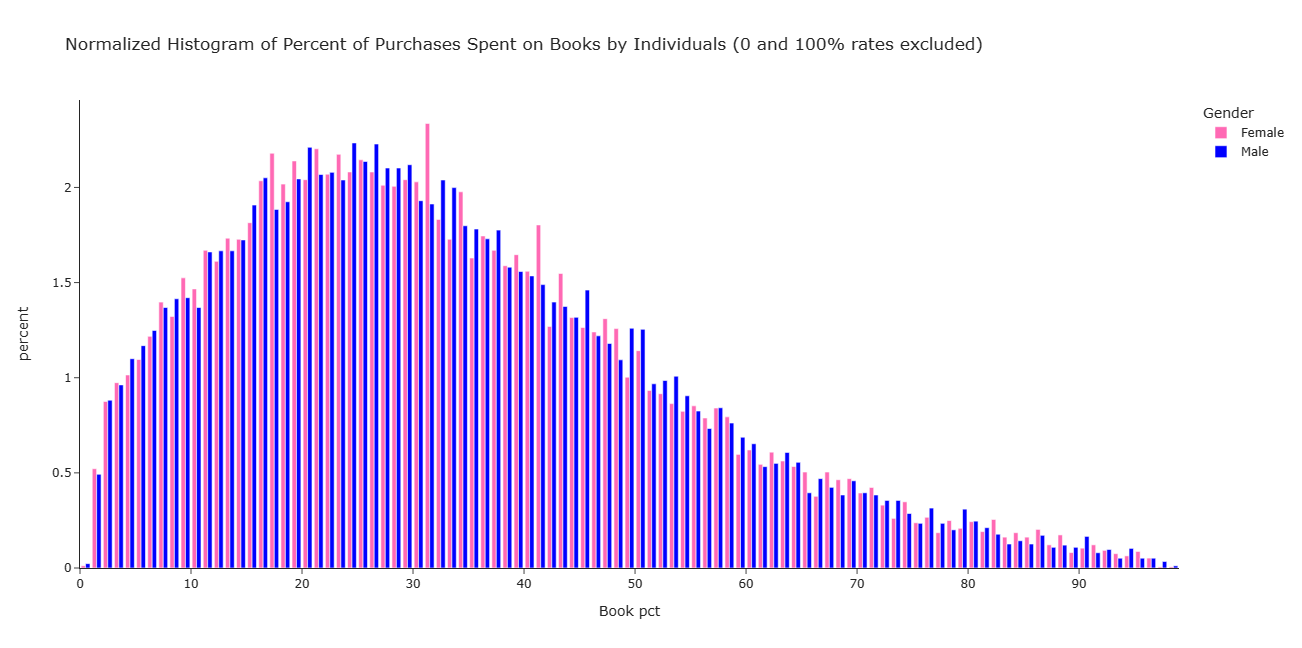 Normalized Histogram of Percent of Purchases Spent on Books by Individuals (0 and 100% rates excluded)
Gender
Female
Male
percent
2
1.5
1
0.5
0
0 10 20 30 40 50 60 70 80 90
Book pct